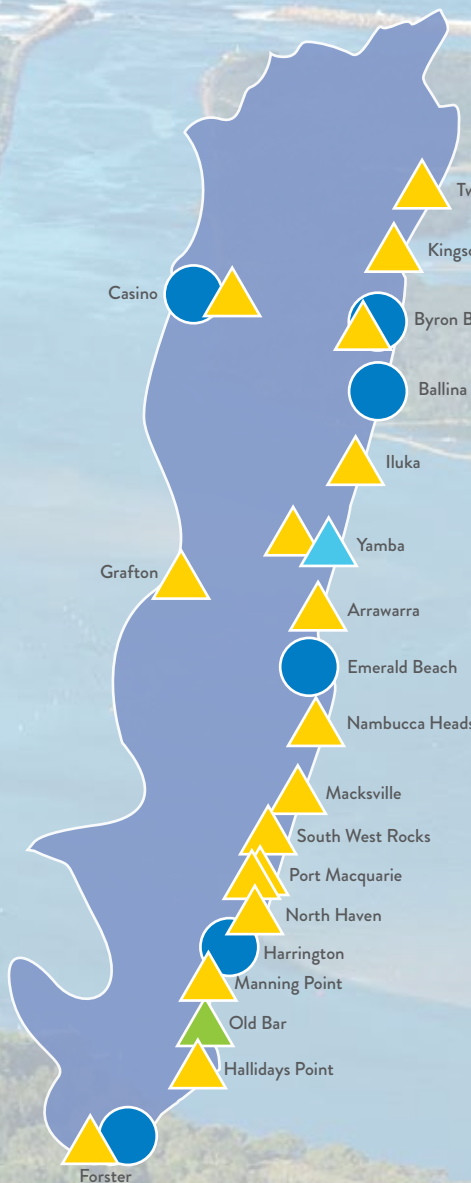 Casino
Ballina
Iluka
Yamba
Grafton
Arrawarra
Emerald Beach
Nambucca Heads
Macksville
South West Rocks
Port Macquarie
North Haven
Harrington
Manning Point
Old Bar
Hallidays Point
Forster